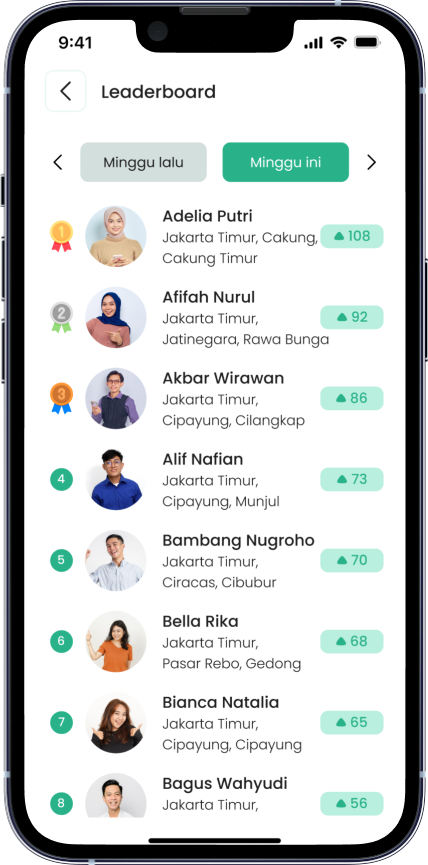 9:41
Leaderboard
Minggu lalu
Minggu ini
1
Adelia Putri
Jakarta Timur, Cakung,
Cakung Timur
108
2
Afifah Nurul
Jakarta Timur,
Jatinegara, Rawa Bunga
92
3
Akbar Wirawan
Jakarta Timur,
Cipayung, Cilangkap
86
4
Alif Nafian
Jakarta Timur,
Cipayung, Munjul
73
5
Bambang Nugroho
Jakarta Timur,
Ciracas, Cibubur
70
6
Bella Rika
Jakarta Timur,
Pasar Rebo, Gedong
68
7
Bianca Natalia
Jakarta Timur,
Cipayung, Cipayung
65
8
Bagus Wahyudi
Jakarta Timur,
56